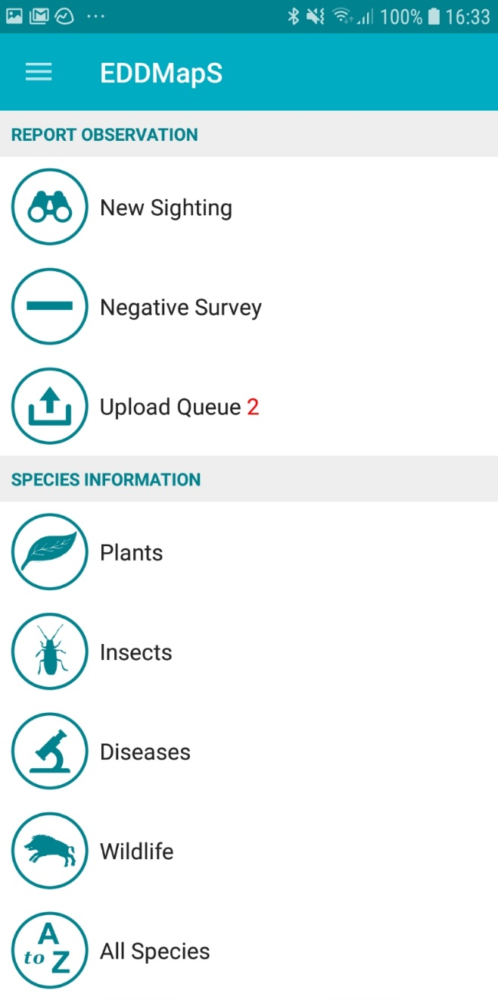 100% 16:33
EDDMapS
REPORT OBSERVATION
New Sighting
Negative Survey
Upload Queue 2
SPECIES INFORMATION
Plants
Insects
Diseases
Wildlife
A
to Z
All Species